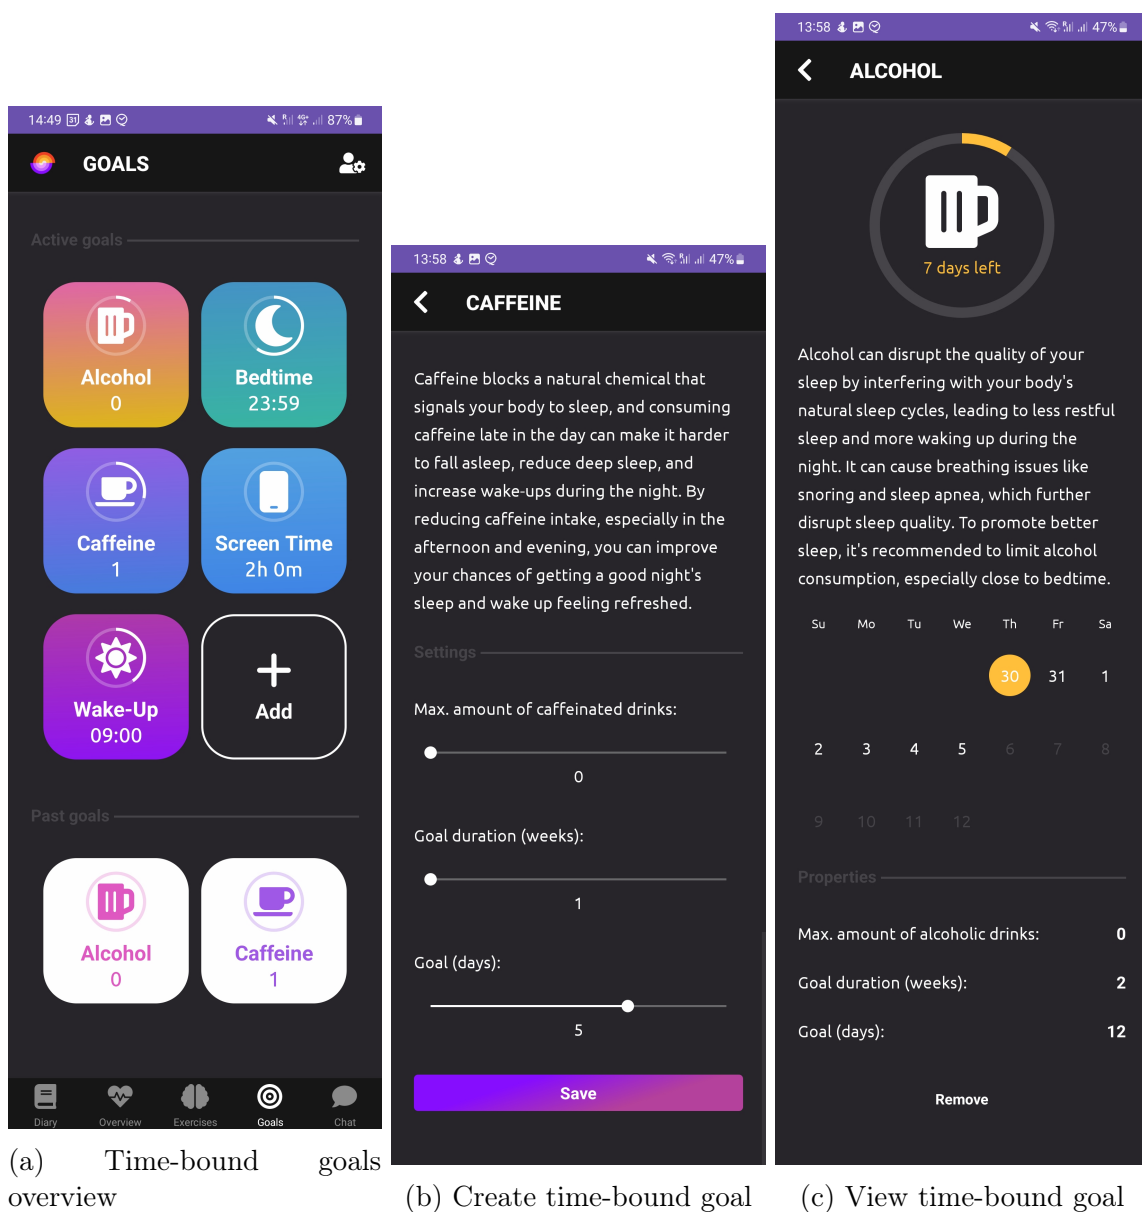 14:49 31 87%
GOALS
Active goals
Alcohol
0
Bedtime
23:59
Caffeine
1
Screen Time
2h 0m
Wake-Up
09:00
Add
Past goals
Alcohol
0
Caffeine
1
Diary Overview Exercises Goals Chat
(a) Time-bound goals
overview
13:58 47%
CAFFEINE
Caffeine blocks a natural chemical that
signals your body to sleep, and consuming
caffeine late in the day can make it harder
to fall asleep, reduce deep sleep, and
increase wake-ups during the night. By
reducing caffeine intake, especially in the
afternoon and evening, you can improve
your chances of getting a good night's
sleep and wake up feeling refreshed.
Settings
Max. amount of caffeinated drinks:
0
Goal duration (weeks):
1
Goal (days):
5
Save
(b) Create time-bound goal
13:58 47%
ALCOHOL
7 days left
Alcohol can disrupt the quality of your
sleep by interfering with your body's
natural sleep cycles, leading to less restful
sleep and more waking up during the
night. It can cause breathing issues like
snoring and sleep apnea, which further
disrupt sleep quality. To promote better
sleep, it's recommended to limit alcohol
consumption, especially close to bedtime.
Su Mo Tu We Th Fr Sa
30 31 1
2 3 4 5 6 7 8
9 10 11 12
Properties
Max. amount of alcoholic drinks: 0
Goal duration (weeks): 2
Goal (days): 12
Remove
(c) View time-bound goal